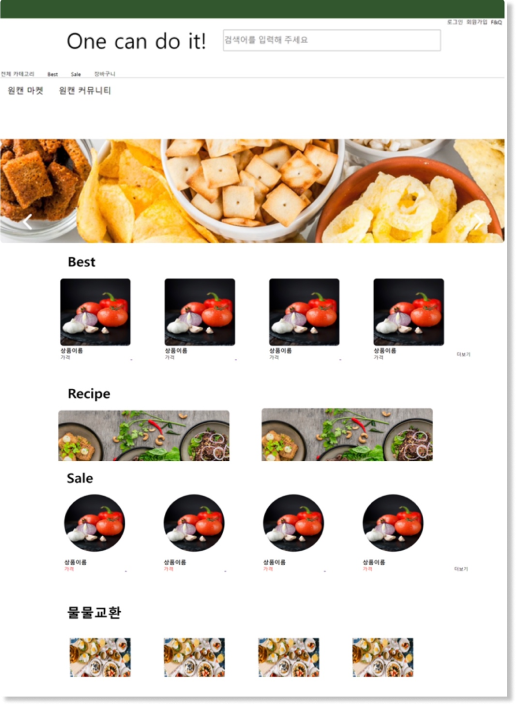 로그인 회원가입 F&Q
One can do it!
검색어를 입력해 주세요
전체 카테고리 Best Sale 장바구니
원캔 마켓 원캔 커뮤니티
Best
상품이름 상품이름 상품이름 상품이름
가격 가격 가격 가격 더보기
Recipe
Sale
상품이름 상품이름 상품이름 상품이름
가격 가격 가격 가격 더보기
물물교환